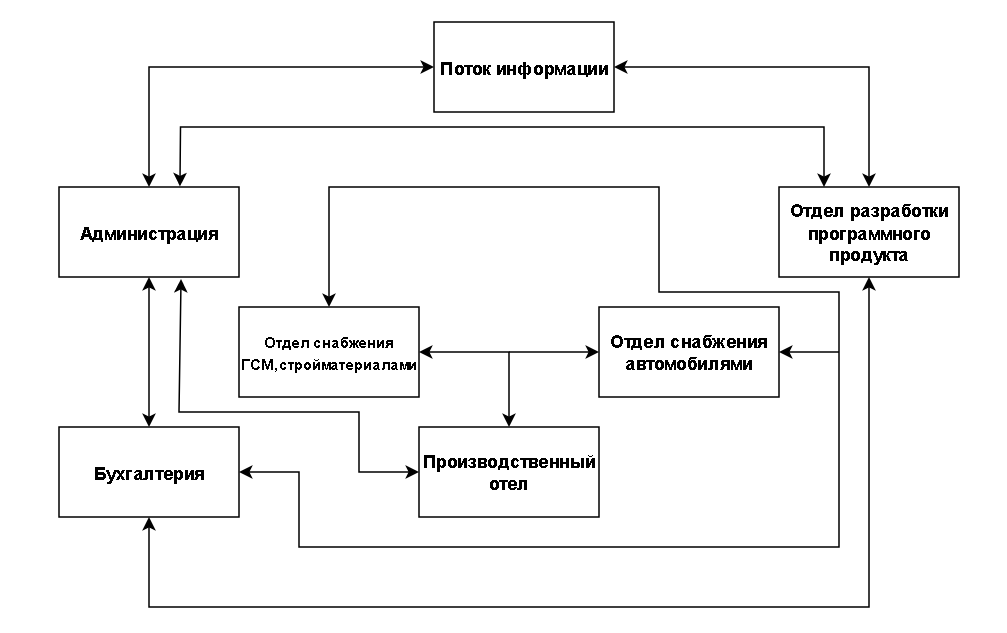 Поток информации
Администрация
Отдел разработки
программного
продукта
Отдел снабжения
ГСМ,стройматериалами
Отдел снабжения
автомобилями
Бухгалтерия
Производственный
отел